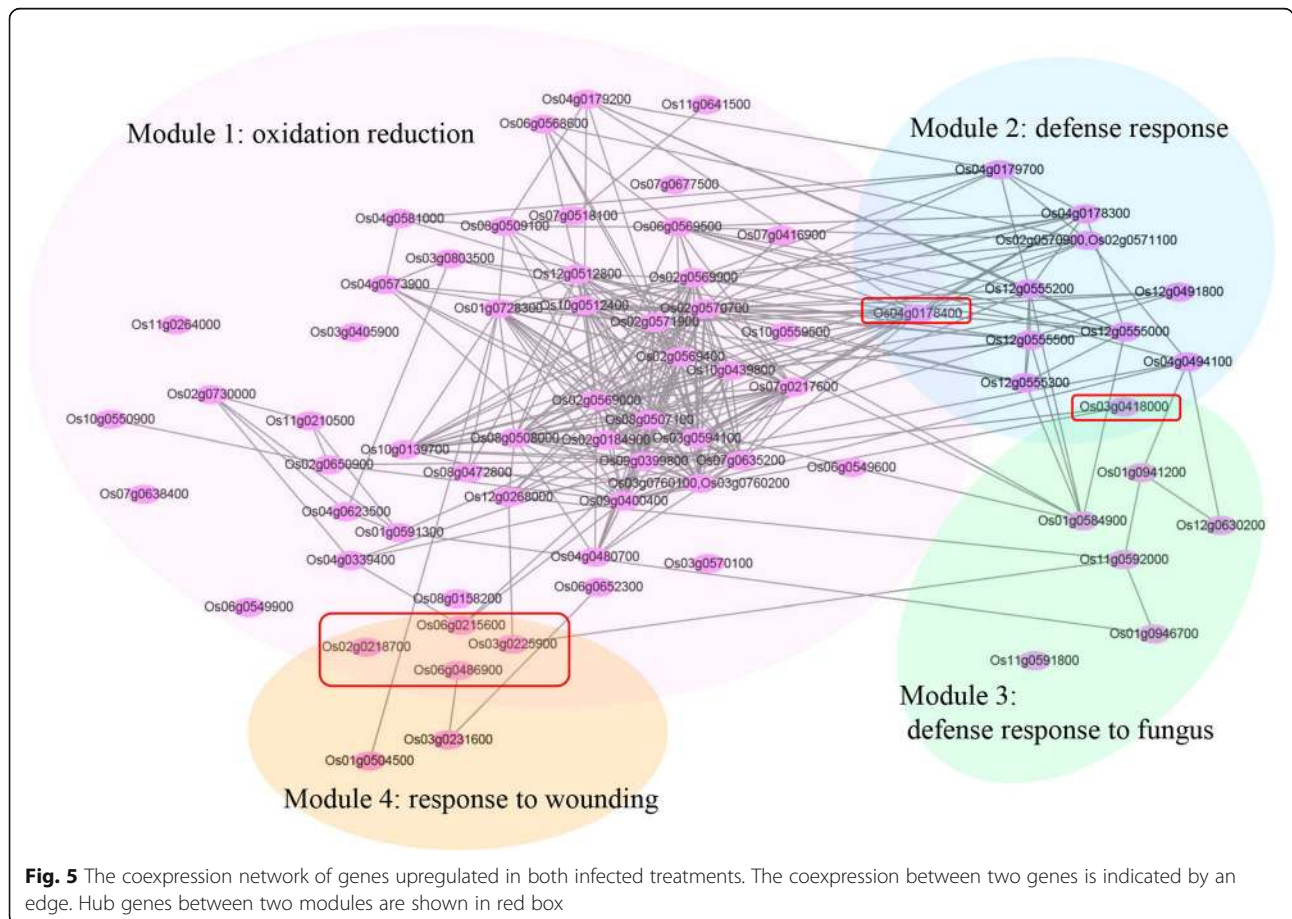 Os04g0179200
Os11g0641500
Os06g0568600
Module 1: oxidation reduction
Module 2: defense response
Os04g0179700
Os07g0677500
Os04g0581000
Os07g0518100
Os08g0509100
Os06g0569500
Os07g0416900
Os04g0178300
Os02g0570900,Os02g0571100
Os03g0803500
Os12g0512800
Os02g0569900
Os04g0573900
Os12g0555200
Os12g0491800
Os01g0728300
Os10g0512400
Os02g0570700
Os04g0178400
Os02g0571900
Os11g0264000
Os03g0405900
Os10g0559500
Os12g0555500
Os12g0555000
Os02g0569400
Os10g0439800
Os04g0494100
Os07g0217600
Os12g0555300
Os02g0730000
Os02g0569000
Os03g0418000
Os10g0550900
Os11g0210500
Os08g0507100
Os08g0508000
Os02g0184900
Os03g0594100
Os10g0139700
Os02g0650900
Os09g0399800
Os07g0635200
Os06g0549600
Os01g0941200
Os08g0472800
Os03g0760100,Os03g0760200
Os07g0638400
Os12g0268000
Os09g0400400
Os04g0623500
Os01g0584900
Os12g0630200
Os01g0591300
Os04g0339400
Os04g0480700
Os03g0570100
Os11g0592000
Os06g0652300
Os06g0549900
Os08g0158200
Os06g0215600
Os02g0218700
Os03g0225900
Os01g0946700
Os06g0486900
Os11g0591800
Module 3:
defense response to fungus
Os03g0231600
Os01g0504500
Module 4: response to wounding
Fig. 5 The coexpression network of genes upregulated in both infected treatments. The coexpression between two genes is indicated by an
edge. Hub genes between two modules are shown in red box